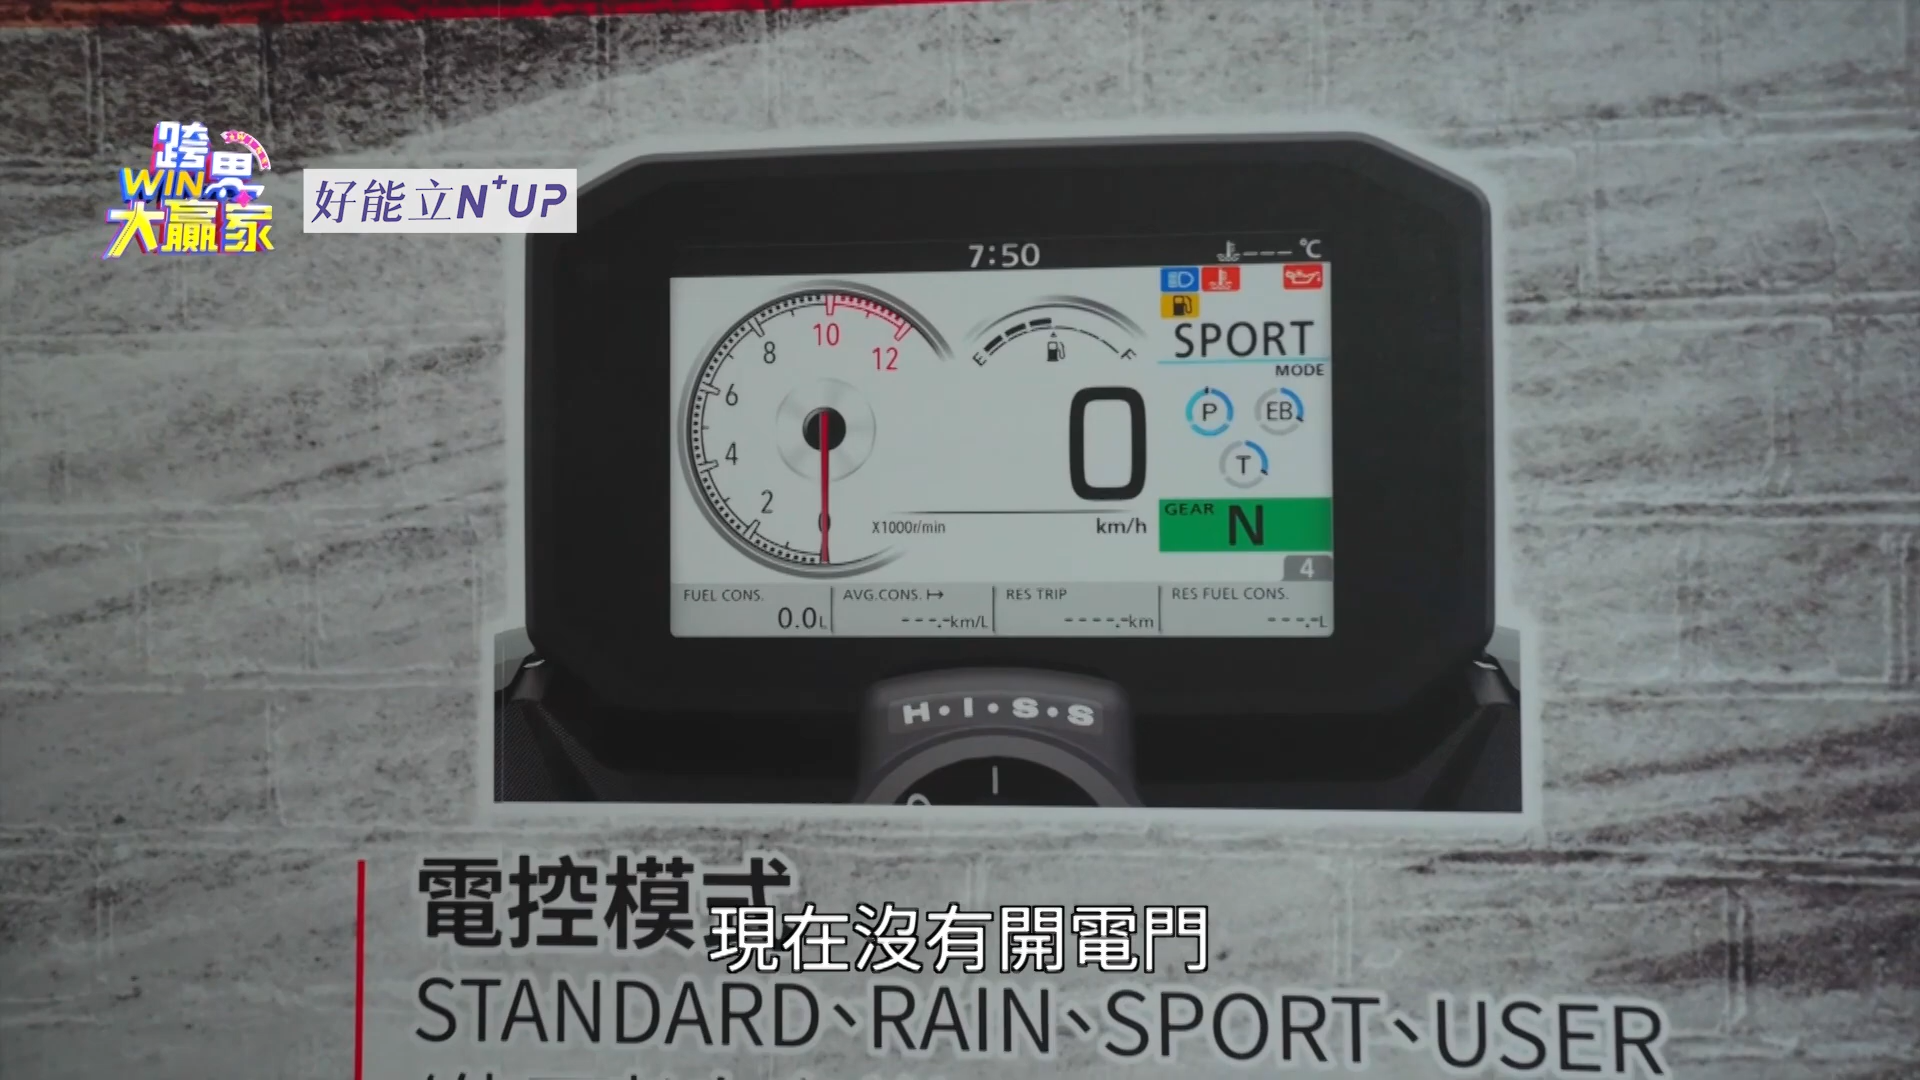 跨界
WIN
大贏家
好能立N+UP
7:50
---°C
SPORT
MODE
10
12
8
6
4
2
0
E
F
P
EB
T
0
X1000r/min
km/h
GEAR
N
4
FUEL CONS.
0.0L
AVG.CONS. ↦
---.-km/L
RES TRIP
----.-km
RES FUEL CONS.
---.-L
H•I•S•S
電控模式
現在沒有開電門
STANDARD、RAIN、SPORT、USER